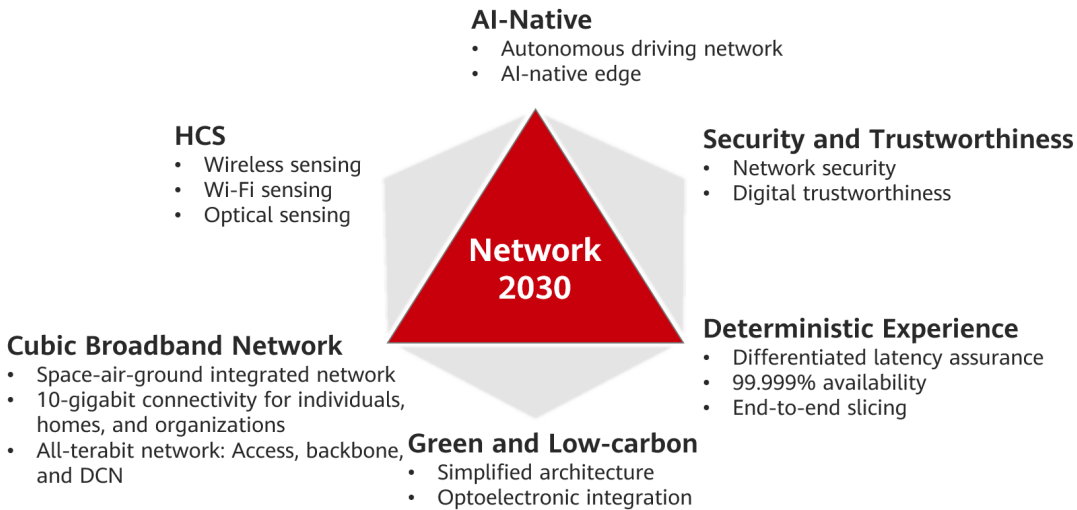 AI-Native
• Autonomous driving network
• AI-native edge
HCS
• Wireless sensing
• Wi-Fi sensing
• Optical sensing
Security and Trustworthiness
• Network security
• Digital trustworthiness
Network
2030
Cubic Broadband Network
• Space-air-ground integrated network
• 10-gigabit connectivity for individuals,
homes, and organizations
• All-terabit network: Access, backbone,
and DCN
Deterministic Experience
• Differentiated latency assurance
• 99.999% availability
• End-to-end slicing
Green and Low-carbon
• Simplified architecture
• Optoelectronic integration